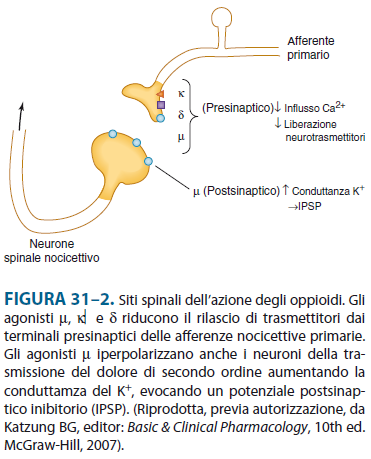 Afferente
primario
κ
δ
μ
(Presinaptico)↓ Influsso Ca2+
↓ Liberazione
neurotrasmettitori
μ (Postsinaptico) ↑ Conduttanza K+
→IPSP
Neurone
spinale nocicettivo
FIGURA 31–2. Siti spinali dell'azione degli oppioidi. Gli
agonisti μ, κ| e δ riducono il rilascio di trasmettitori dai
terminali presinaptici delle afferenze nocicettive primarie.
Gli agonisti μ iperpolarizzano anche i neuroni della tra-
smissione del dolore di secondo ordine aumentando la
conduttamza del K+, evocando un potenziale postsinap-
tico inibitorio (IPSP). (Riprodotta, previa autorizzazione, da
Katzung BG, editor: Basic & Clinical Pharmacology, 10th ed.
McGraw-Hill, 2007).